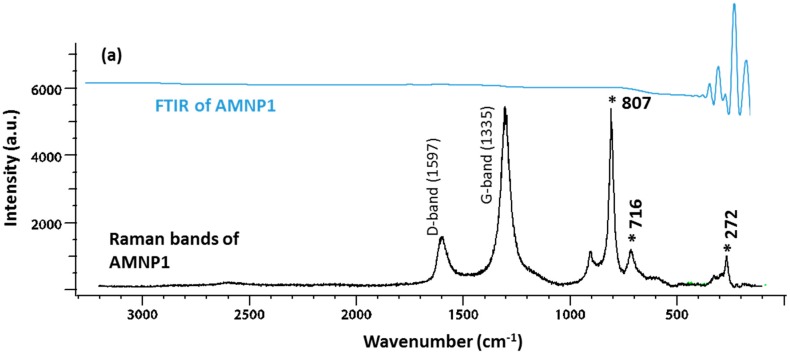 (a)
6000
FTIR of AMNP1
* 807
Intensity (a.u.)
4000
D-band (1597)
G-band (1335)
2000
Raman bands of
AMNP1
* 716
* 272
0
3000
2500
2000
1500
1000
500
Wavenumber (cm⁻¹)